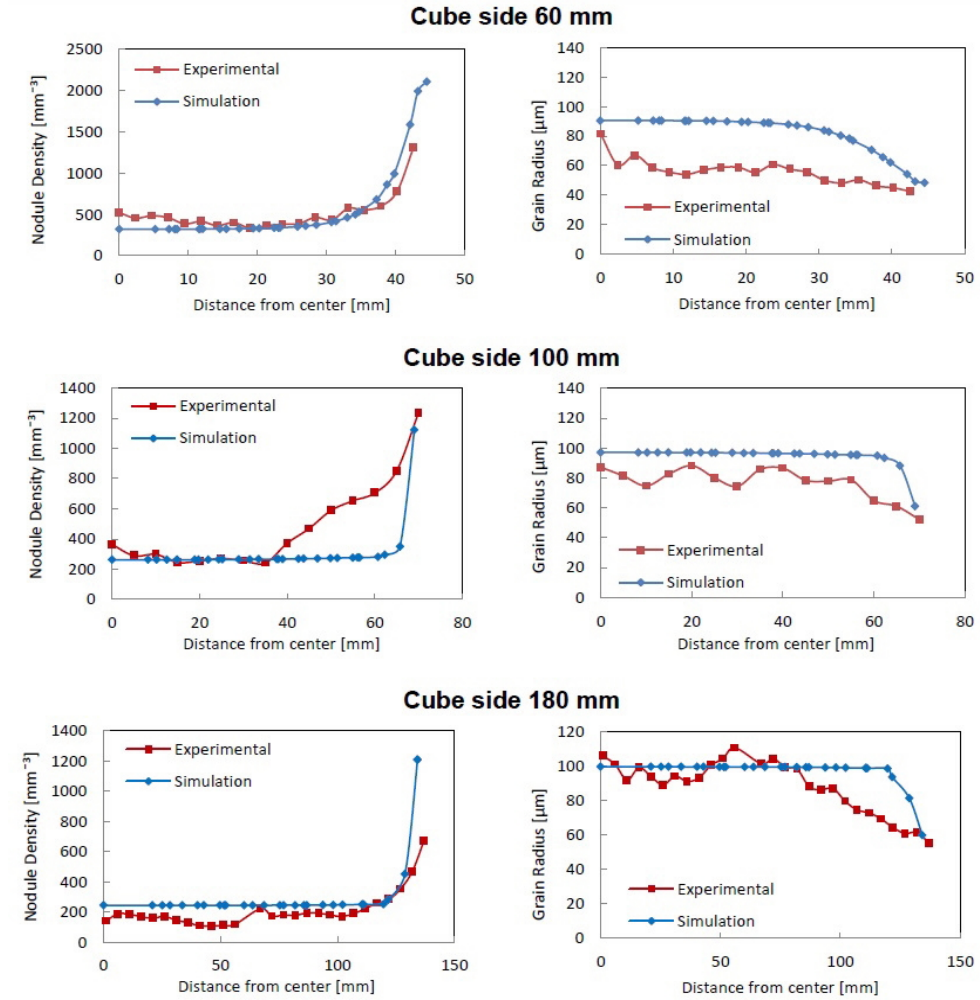 Cube side 60 mm
2500
2000
1500
1000
500
0
0 10 20 30 40 50
Nodule Density [mm⁻³]
Distance from center [mm]
Experimental
Simulation
140
120
100
80
60
40
20
0
0 10 20 30 40 50
Grain Radius [µm]
Distance from center [mm]
Experimental
Simulation
Cube side 100 mm
1400
1200
1000
800
600
400
200
0
0 20 40 60 80
Nodule Density [mm⁻³]
Distance from center [mm]
Experimental
Simulation
140
120
100
80
60
40
20
0
0 20 40 60 80
Grain Radius [µm]
Distance from center [mm]
Experimental
Simulation
Cube side 180 mm
1400
1200
1000
800
600
400
200
0
0 50 100 150
Nodule Density [mm⁻³]
Distance from center [mm]
Experimental
Simulation
120
100
80
60
40
20
0
0 50 100 150
Grain Radius [µm]
Distance from center [mm]
Experimental
Simulation